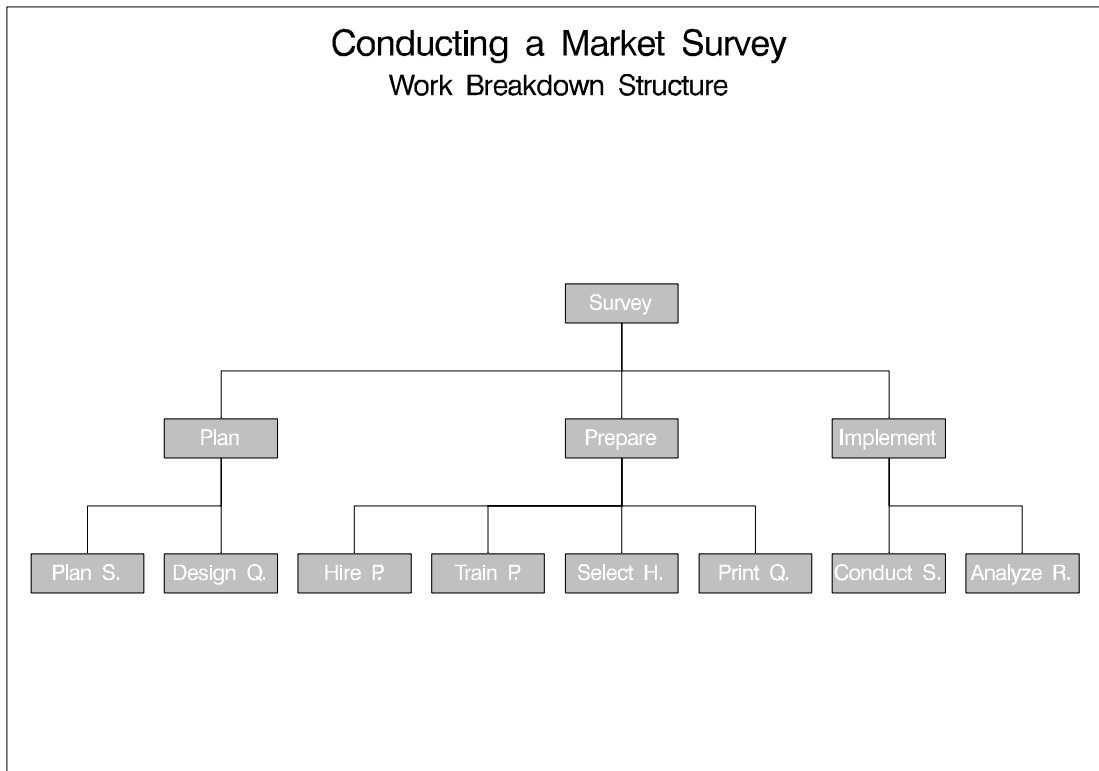 Conducting a Market Survey
Work Breakdown Structure
Survey
Plan
Prepare
Implement
Plan S.
Design Q.
Hire P.
Train P.
Select H.
Print Q.
Conduct S.
Analyze R.